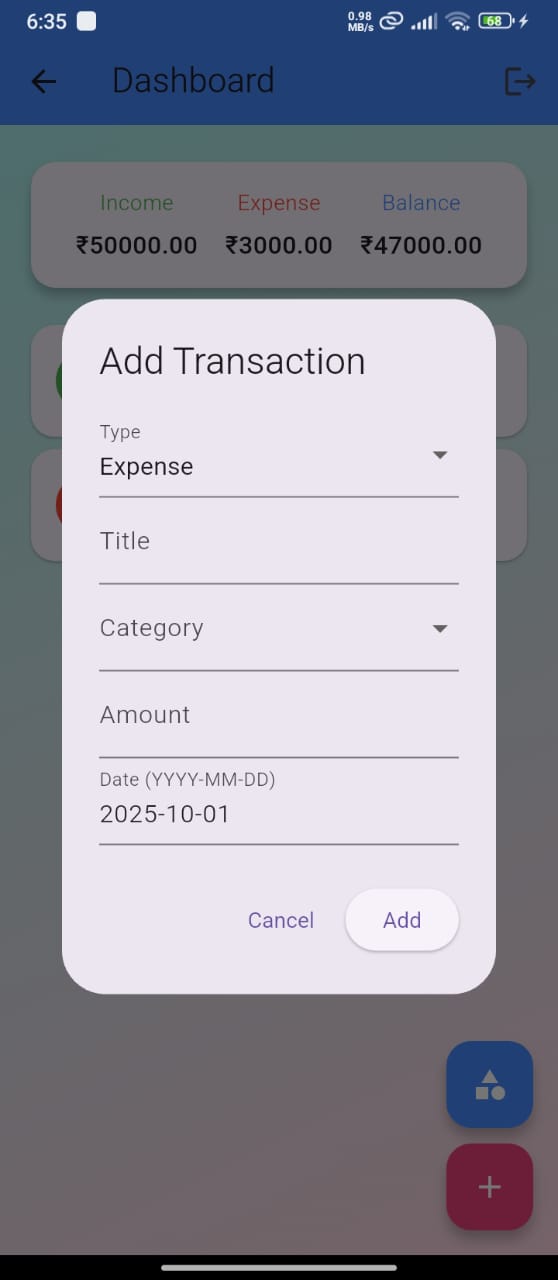 6:35
0.98
MB/s
68
Dashboard
Income Expense Balance
₹50000.00 ₹3000.00 ₹47000.00
Add Transaction
Type
Expense
Title
Category
Amount
Date (YYYY-MM-DD)
2025-10-01
Cancel Add